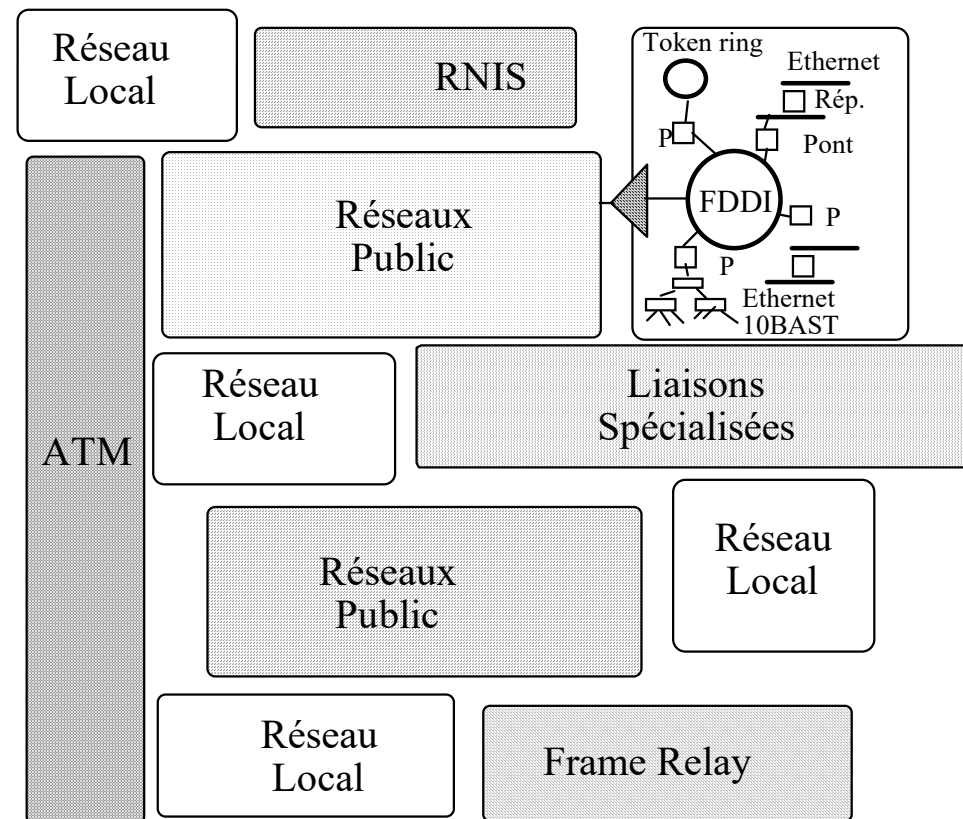 Réseau
Local
RNIS
Token ring
Ethernet
Rép.
P
Pont
FDDI
P
P
Ethernet
10BAST
Réseaux
Public
ATM
Réseau
Local
Liaisons
Spécialisées
Réseaux
Public
Réseau
Local
Réseau
Local
Frame Relay